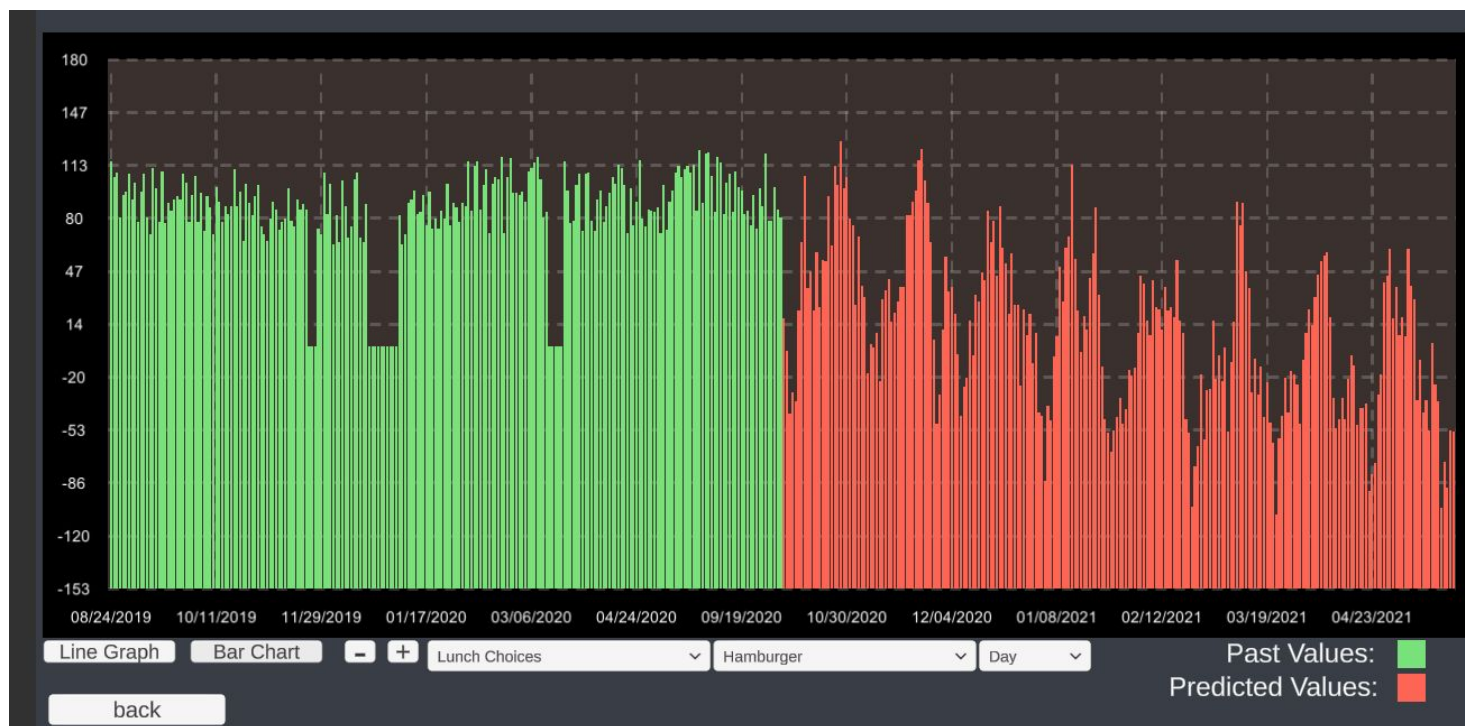 180
147
113
80
47
14
-20
-53
-86
-120
-153
08/24/2019 10/11/2019 11/29/2019 01/17/2020 03/06/2020 04/24/2020 09/19/2020 10/30/2020 12/04/2020 01/08/2021 02/12/2021 03/19/2021 04/23/2021
Line Graph Bar Chart - + Lunch Choices Hamburger Day Past Values:
Predicted Values:
back